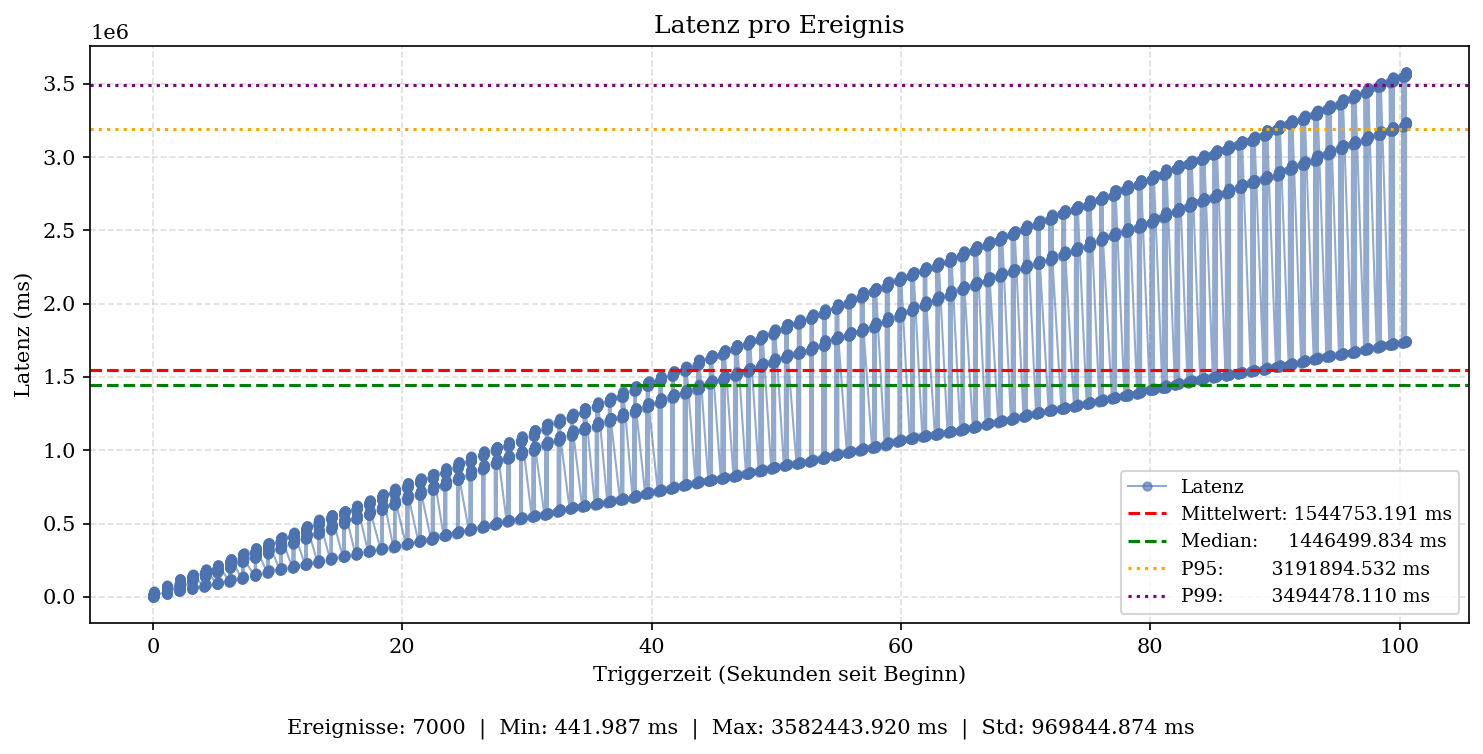 Latenz pro Ereignis
1e6
3.5
3.0
2.5
2.0
1.5
1.0
0.5
0.0
Latenz (ms)
0 20 40 60 80 100
Triggerzeit (Sekunden seit Beginn)
Latenz
Mittelwert: 1544753.191 ms
Median: 1446499.834 ms
P95: 3191894.532 ms
P99: 3494478.110 ms
Ereignisse: 7000 | Min: 441.987 ms | Max: 3582443.920 ms | Std: 969844.874 ms